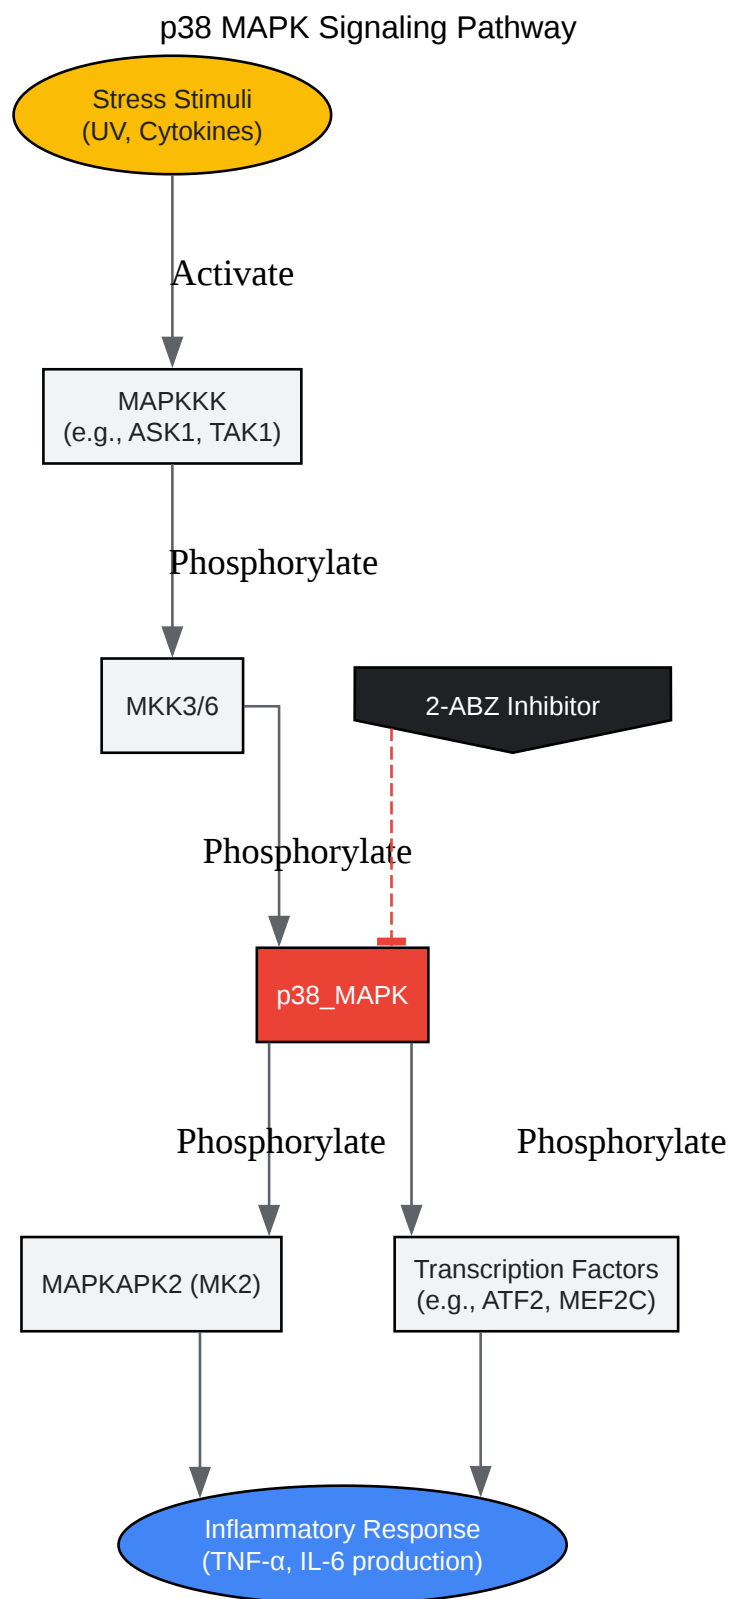 p38 MAPK Signaling Pathway
Stress Stimuli
(UV, Cytokines)
Activate
MAPKKK
(e.g., ASK1, TAK1)
Phosphorylate
MKK3/6
2-ABZ Inhibitor
Phosphorylate
p38_MAPK
Phosphorylate
Phosphorylate
MAPKAPK2 (MK2)
Transcription Factors
(e.g., ATF2, MEF2C)
Inflammatory Response
(TNF-α, IL-6 production)